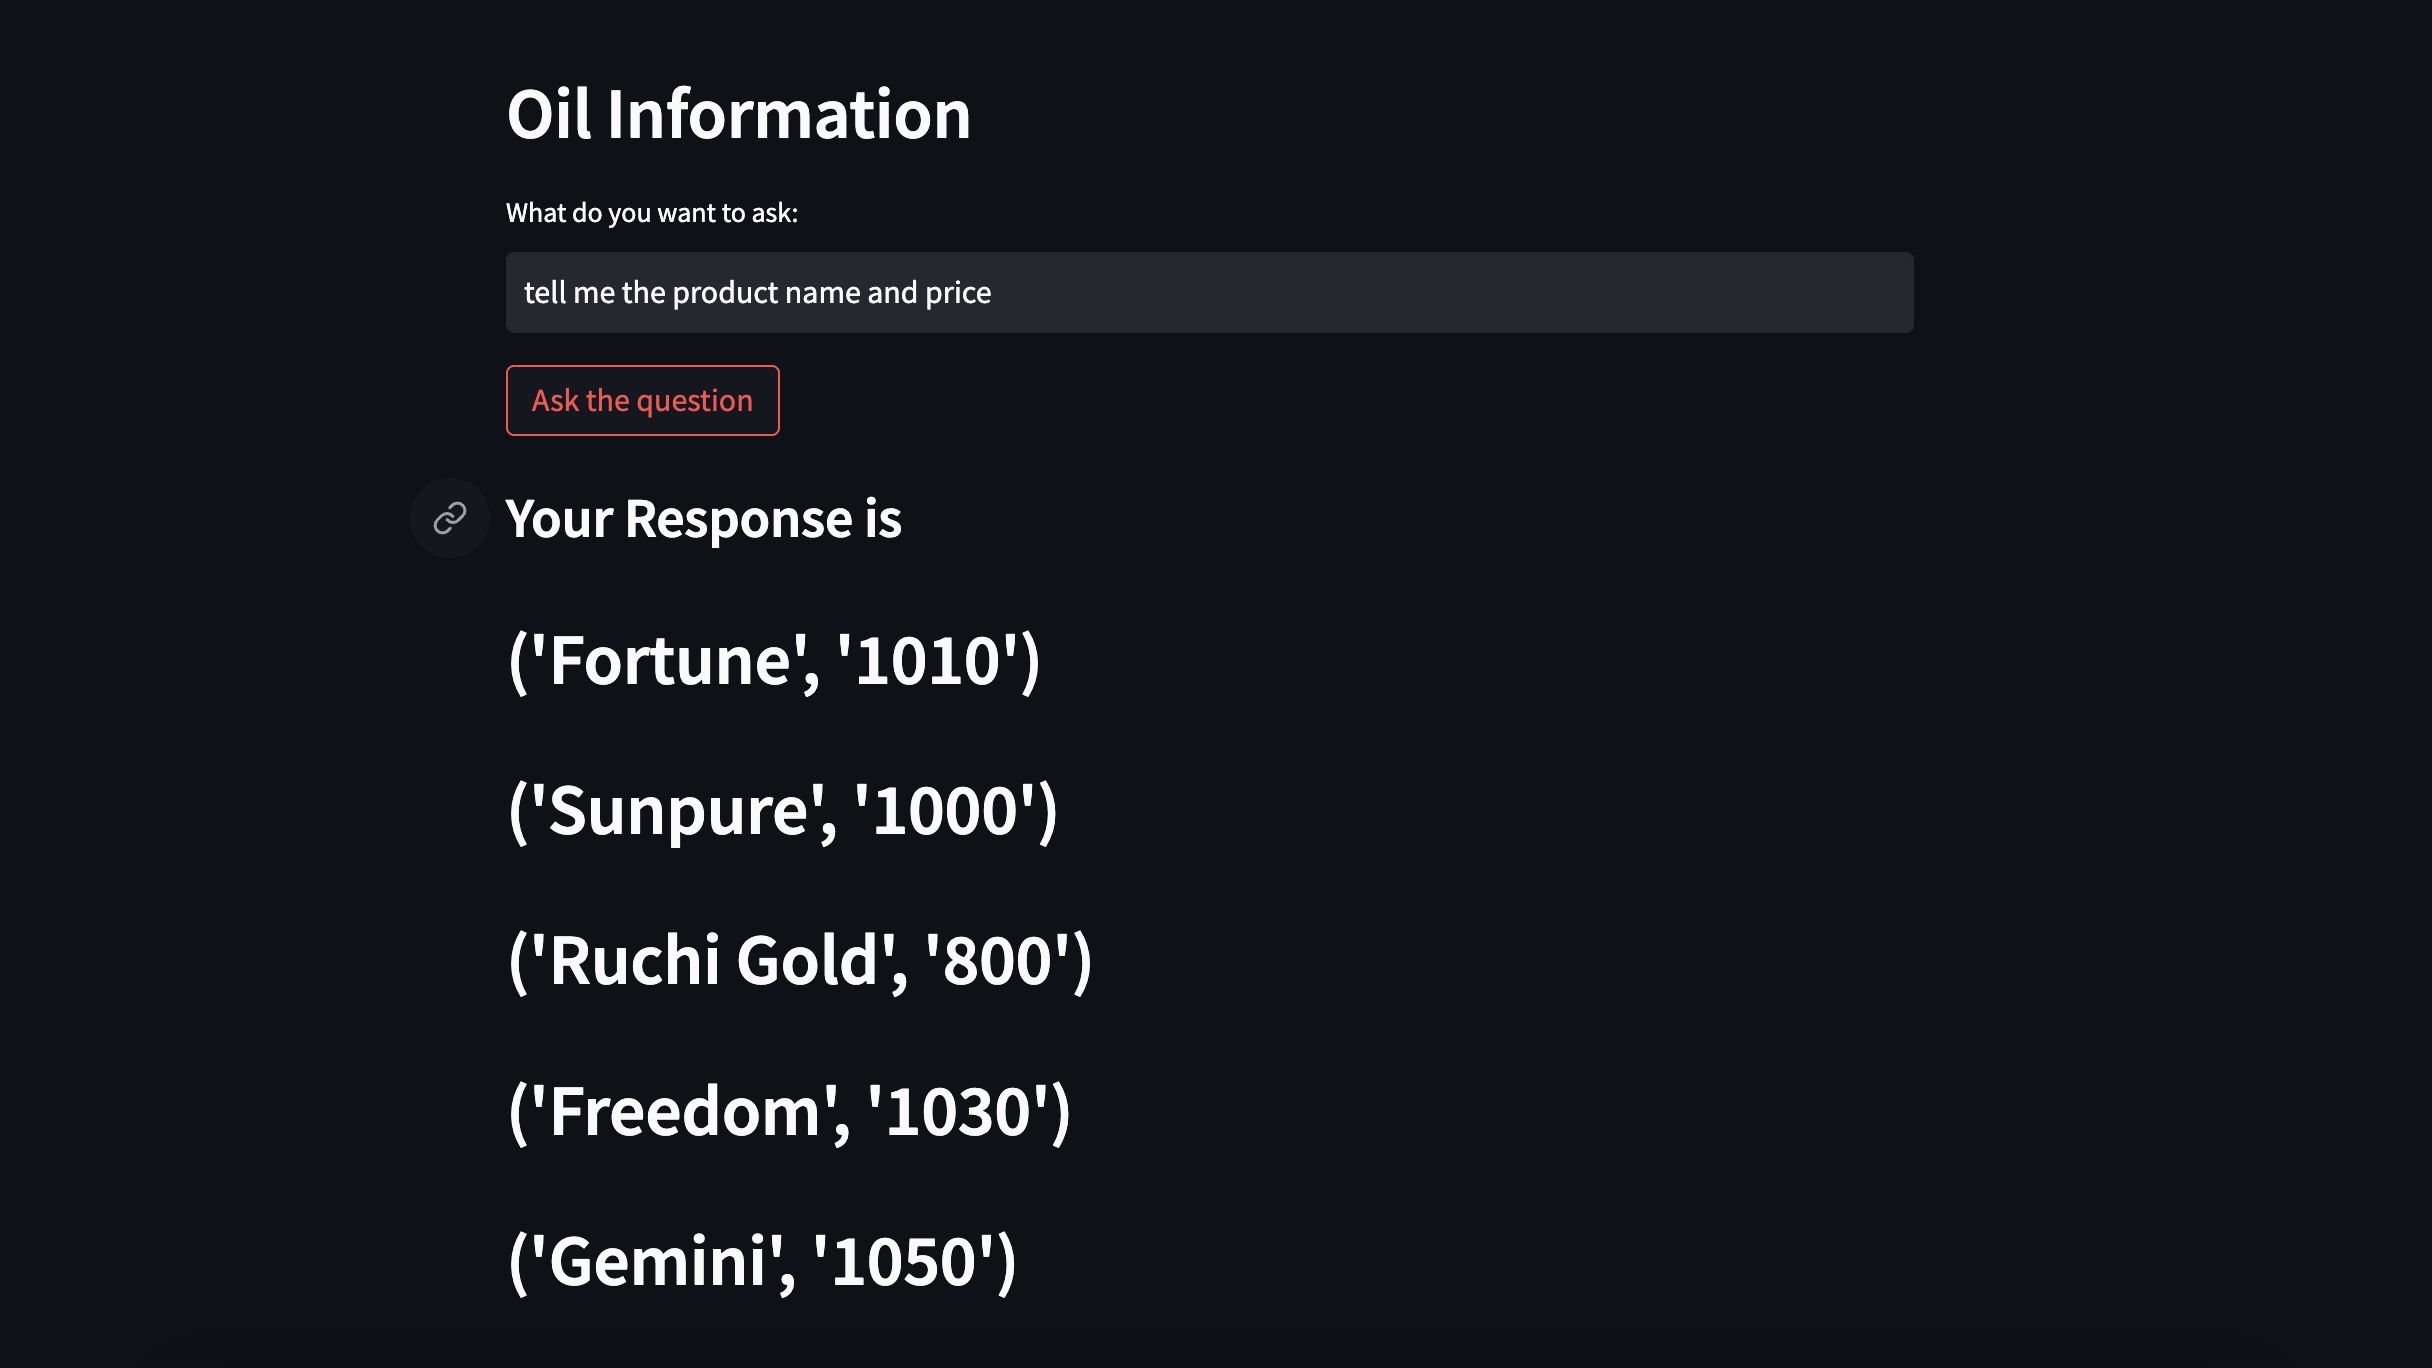 Oil Information
What do you want to ask:
tell me the product name and price
Ask the question
Your Response is
('Fortune', '1010')
('Sunpure', '1000')
('Ruchi Gold', '800')
('Freedom', '1030')
('Gemini', '1050')